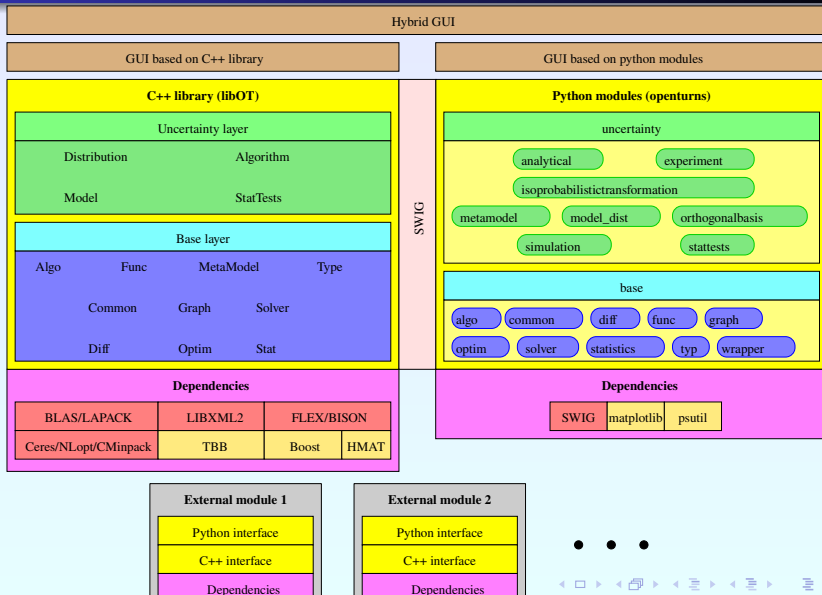 Hybrid GUI
GUI based on C++ library
GUI based on python modules
C++ library (libOT)
Uncertainty layer
Distribution Algorithm
Model StatTests
Base layer
Algo Func MetaModel Type
Common Graph Solver
Diff Optim Stat
Dependencies
BLAS/LAPACK LIBXML2 FLEX/BISON
Ceres/NLopt/CMinpack TBB Boost HMAT
SWIG
Python modules (openturns)
uncertainty
analytical experiment
isoprobabilistictransformation
metamodel model_dist orthogonalbasis
simulation stattests
base
algo common diff func graph
optim solver statistics typ wrapper
Dependencies
SWIG matplotlib psutil
External module 1
Python interface
C++ interface
Dependencies
External module 2
Python interface
C++ interface
Dependencies